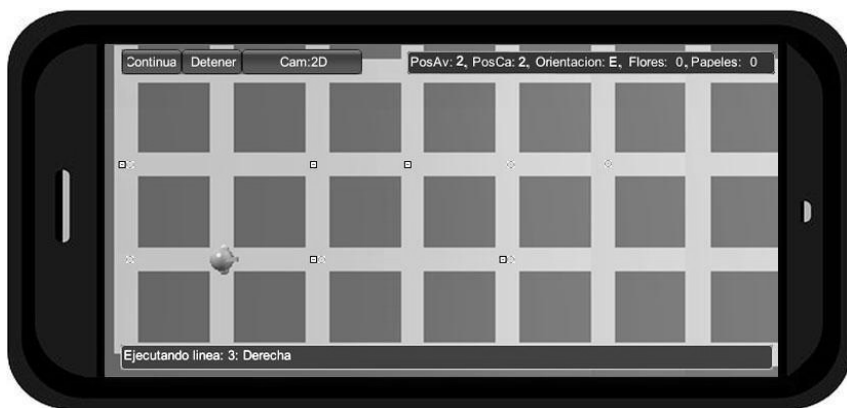 Continua Detener Cam:2D PosAv: 2, PosCa: 2, Orientacion: E, Flores: 0, Papeles: 0
Ejecutando linea: 3: Derecha